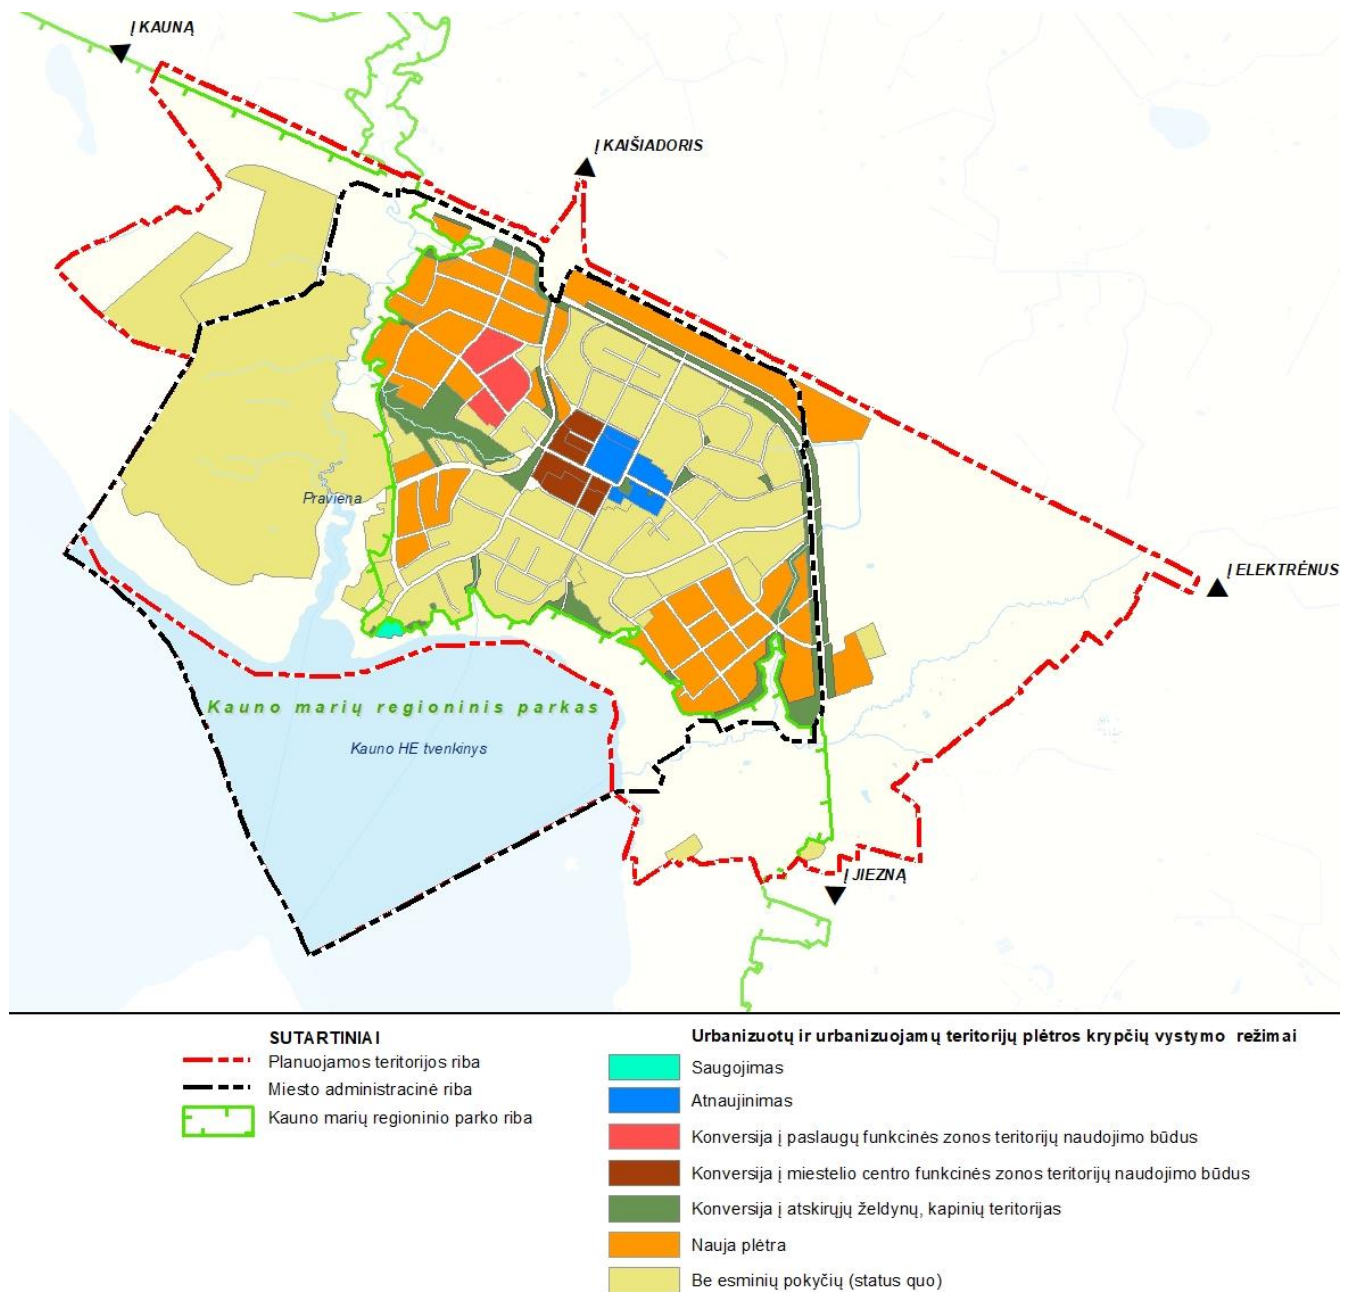 Į KAUNĄ
Į KAIŠIADORIS
Praviena
Į ELEKTRĖNUS
Kauno marių regioninis parkas
Kauno HE tvenkinys
Į JIEZNĄ
SUTARTINIAI
Planuojamos teritorijos riba
Miesto administracinė riba
Kauno marių regioninio parko riba
Urbanizuotų ir urbanizuojamų teritorijų plėtros krypčių vystymo režimai
Saugojimas
Atnaujinimas
Konversija į paslaugų funkcinės zonos teritorijų naudojimo būdus
Konversija į miestelio centro funkcinės zonos teritorijų naudojimo būdus
Konversija į atskirųjų želdynų, kapinių teritorijas
Nauja plėtra
Be esminių pokyčių (status quo)